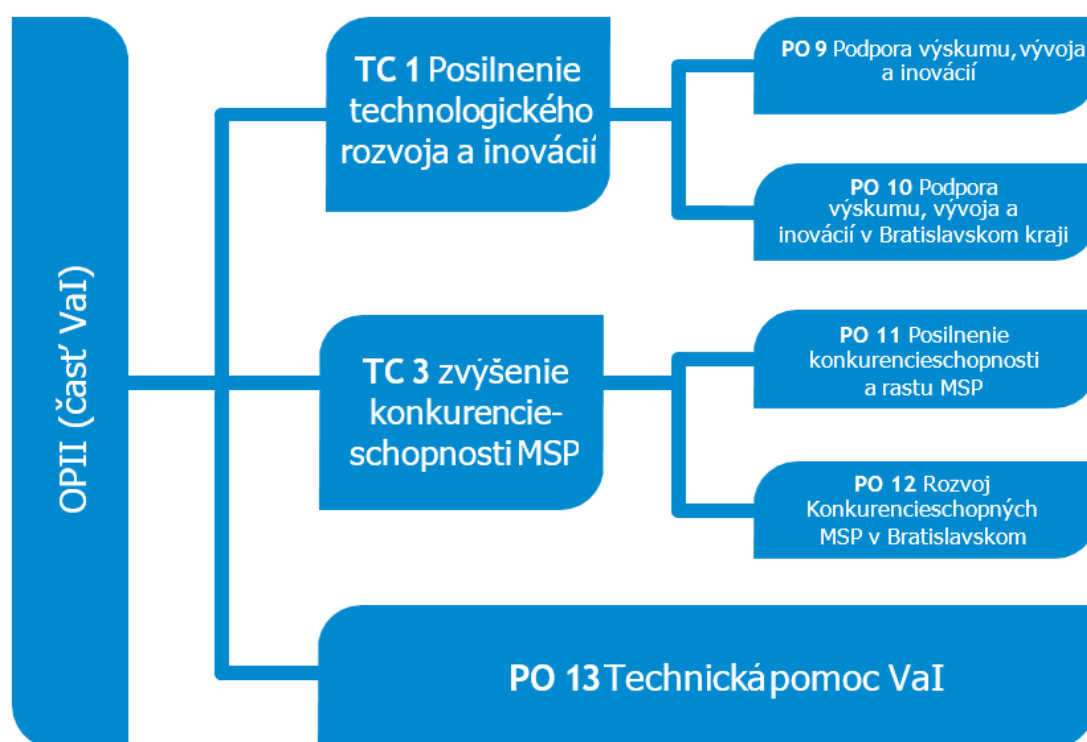 OPII (časť VaI)
TC 1 Posilnenie
technologického
rozvoja a inovácií
PO 9 Podpora výskumu, vývoja
a inovácií
PO 10 Podpora
výskumu, vývoja a
inovácií v Bratislavskom kraji
TC 3 zvýšenie
konkurencie-
schopnosti MSP
PO 11 Posilnenie
konkurencieschopnosti
a rastu MSP
PO 12 Rozvoj
Konkurencieschopných
MSP v Bratislavskom
PO 13 Technická pomoc VaI